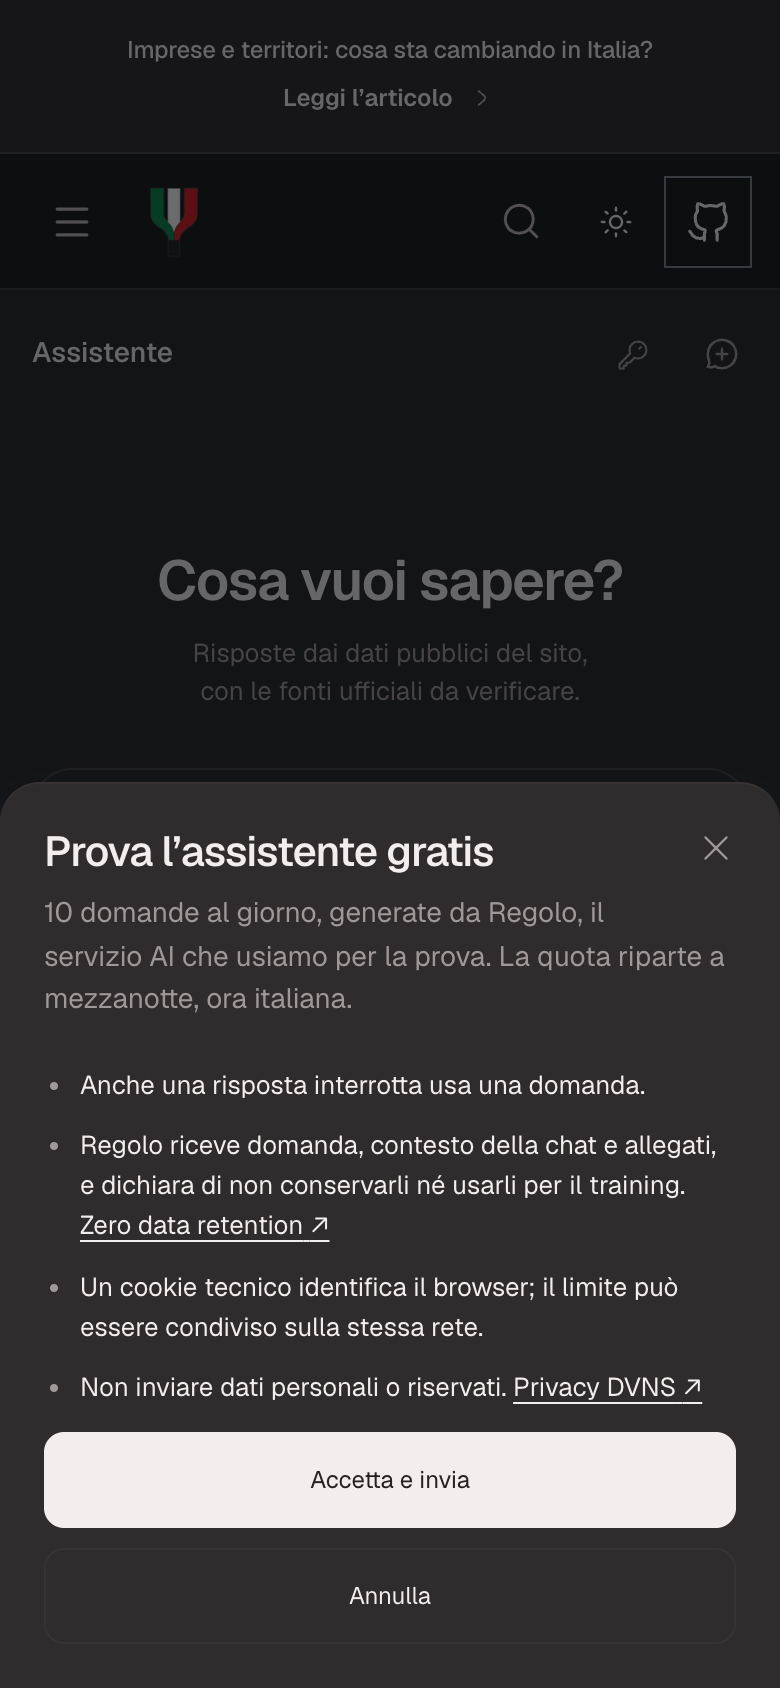 Imprese e territori: cosa sta cambiando in Italia?
Leggi l’articolo
Assistente
Cosa vuoi sapere?
Risposte dai dati pubblici del sito,
con le fonti ufficiali da verificare.
Prova l’assistente gratis
10 domande al giorno, generate da Regolo, il
servizio AI che usiamo per la prova. La quota riparte a
mezzanotte, ora italiana.
Anche una risposta interrotta usa una domanda.
Regolo riceve domanda, contesto della chat e allegati,
e dichiara di non conservarli né usarli per il training.
Zero data retention
Un cookie tecnico identifica il browser; il limite può
essere condiviso sulla stessa rete.
Non inviare dati personali o riservati. Privacy DVNS
Accetta e invia
Annulla